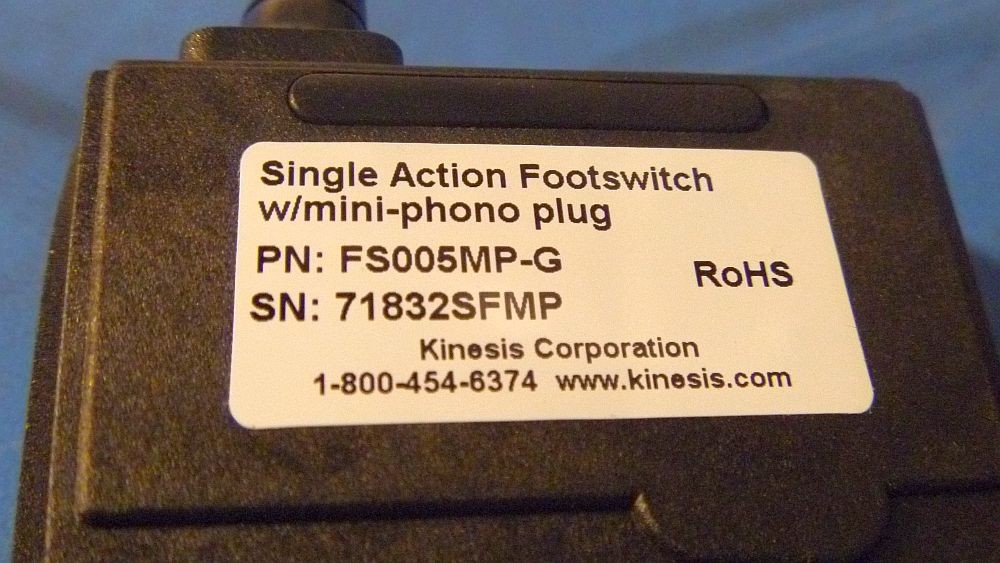 Single Action Footswitch
w/mini-phono plug
PN: FS005MP-G
RoHS
SN: 71832SFMP
Kinesis Corporation
1-800-454-6374 www.kinesis.com